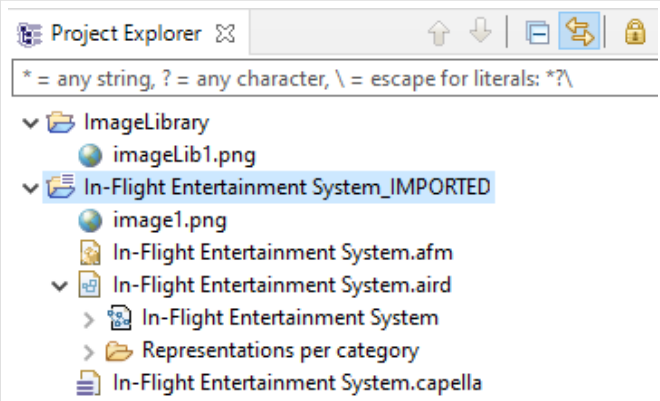 Project Explorer
* = any string, ? = any character, \ = escape for literals: *?\
ImageLibrary
imageLib1.png
In-Flight Entertainment System_IMPORTED
image1.png
In-Flight Entertainment System.afm
In-Flight Entertainment System.aird
In-Flight Entertainment System
Representations per category
In-Flight Entertainment System.capella